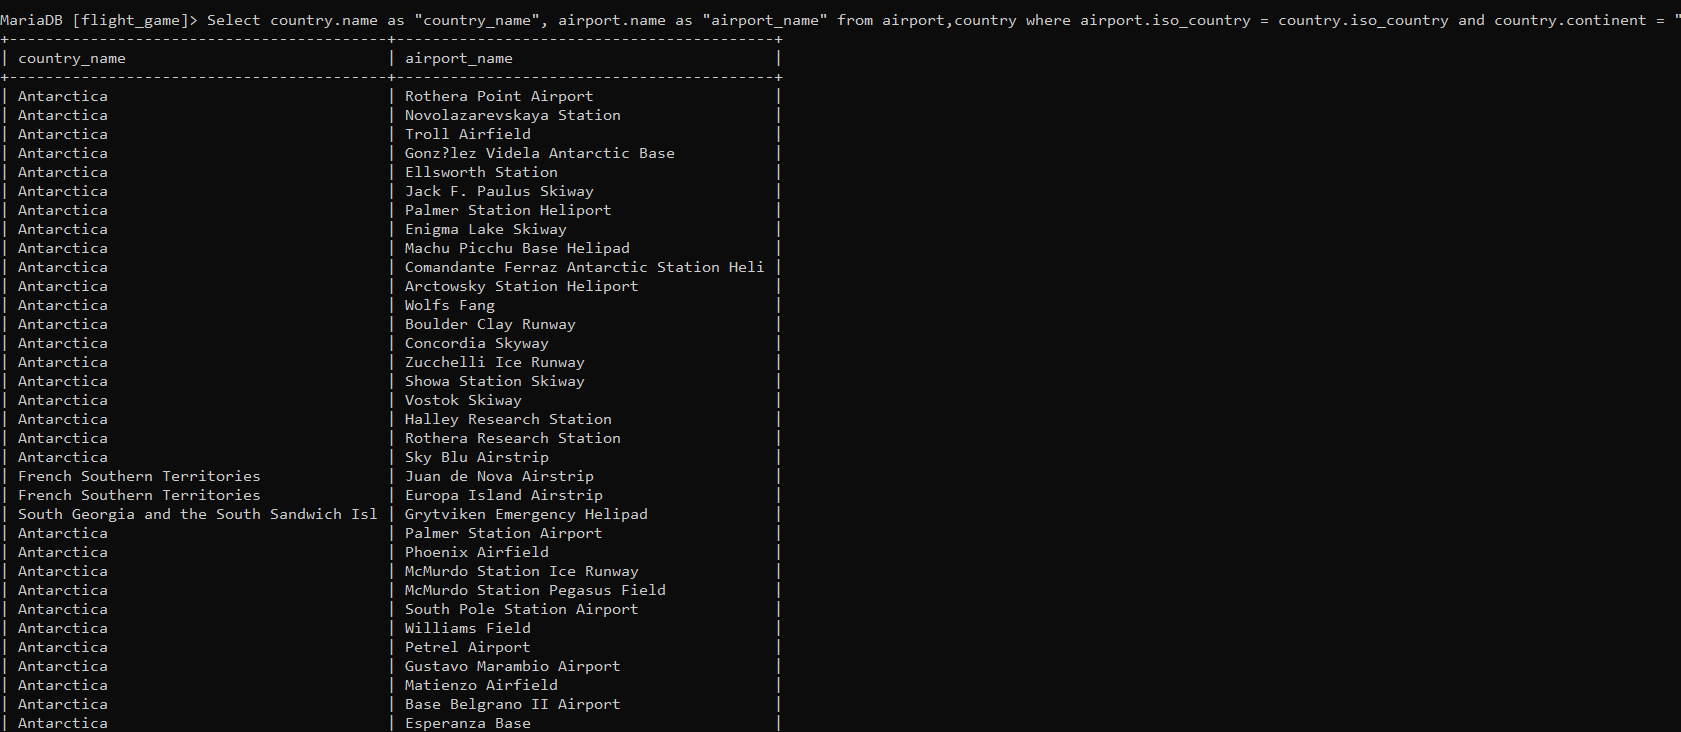 MariaDB [flight_game]> Select country.name as "country_name", airport.name as "airport_name" from airport,country where airport.iso_country = country.iso_country and country.continent = "
+------------------------------------------+------------------------------------------+
| country_name                             | airport_name                             |
+------------------------------------------+------------------------------------------+
| Antarctica                               | Rothera Point Airport                    |
| Antarctica                               | Novolazarevskaya Station                 |
| Antarctica                               | Troll Airfield                           |
| Antarctica                               | Gonz?lez Videla Antarctic Base           |
| Antarctica                               | Ellsworth Station                        |
| Antarctica                               | Jack F. Paulus Skiway                    |
| Antarctica                               | Palmer Station Heliport                  |
| Antarctica                               | Enigma Lake Skiway                       |
| Antarctica                               | Machu Picchu Base Helipad                |
| Antarctica                               | Comandante Ferraz Antarctic Station Heli |
| Antarctica                               | Arctowsky Station Heliport               |
| Antarctica                               | Wolfs Fang                               |
| Antarctica                               | Boulder Clay Runway                      |
| Antarctica                               | Concordia Skyway                         |
| Antarctica                               | Zucchelli Ice Runway                     |
| Antarctica                               | Showa Station Skiway                     |
| Antarctica                               | Vostok Skiway                            |
| Antarctica                               | Halley Research Station                  |
| Antarctica                               | Rothera Research Station                 |
| Antarctica                               | Sky Blu Airstrip                         |
| French Southern Territories              | Juan de Nova Airstrip                    |
| French Southern Territories              | Europa Island Airstrip                   |
| South Georgia and the South Sandwich Isl | Grytviken Emergency Helipad              |
| Antarctica                               | Palmer Station Airport                   |
| Antarctica                               | Phoenix Airfield                         |
| Antarctica                               | McMurdo Station Ice Runway               |
| Antarctica                               | McMurdo Station Pegasus Field            |
| Antarctica                               | South Pole Station Airport               |
| Antarctica                               | Williams Field                           |
| Antarctica                               | Petrel Airport                           |
| Antarctica                               | Gustavo Marambio Airport                 |
| Antarctica                               | Matienzo Airfield                        |
| Antarctica                               | Base Belgrano II Airport                 |
| Antarctica                               | Esperanza Base                           |